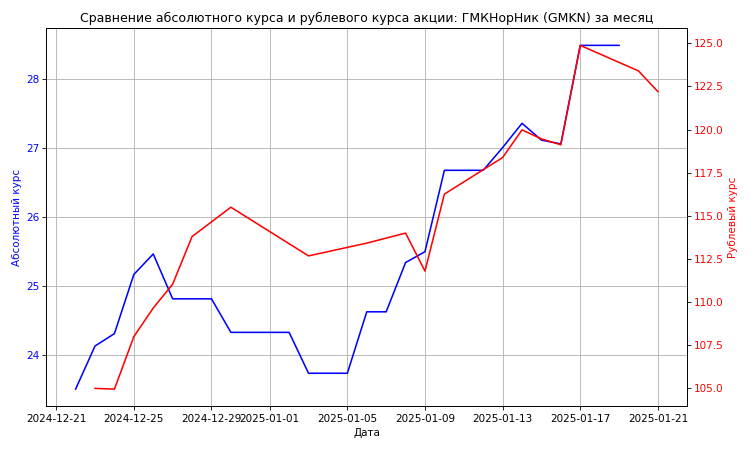 Сравнение абсолютного курса и рублевого курса акции: ГМКНорНик (GMKN) за месяц
Абсолютный курс
28
27
26
25
24
125.0
122.5
120.0
117.5
115.0
112.5
110.0
107.5
105.0
Рублевый курс
2024-12-21 2024-12-25 2024-12-29 2025-01-01 2025-01-05 2025-01-09 2025-01-13 2025-01-17 2025-01-21
Дата